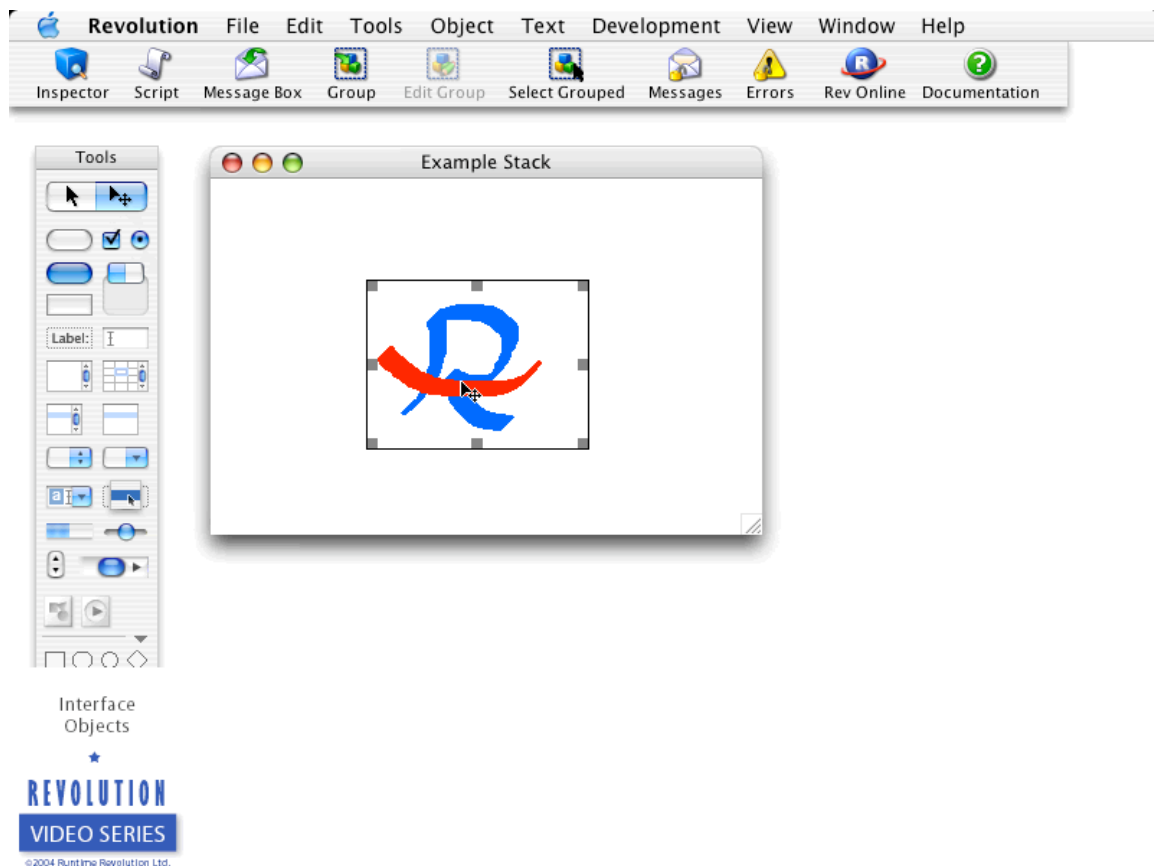 Revolution File Edit Tools Object Text Development View Window Help
Inspector Script Message Box Group Edit Group Select Grouped Messages Errors Rev Online Documentation
Tools
Example Stack
Label:
a
R
Interface
Objects
REVOLUTION
VIDEO SERIES
©2004 Runtime Revolution Ltd.